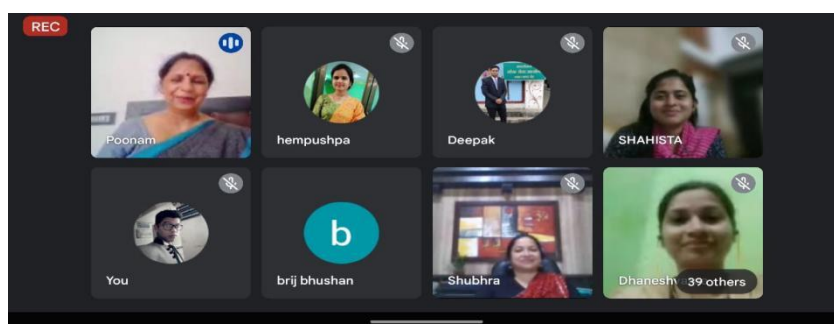 REC
Poonam
hempushpa
Deepak
SHAHISTA
You
b
brij bhushan
Shubhra
39 others